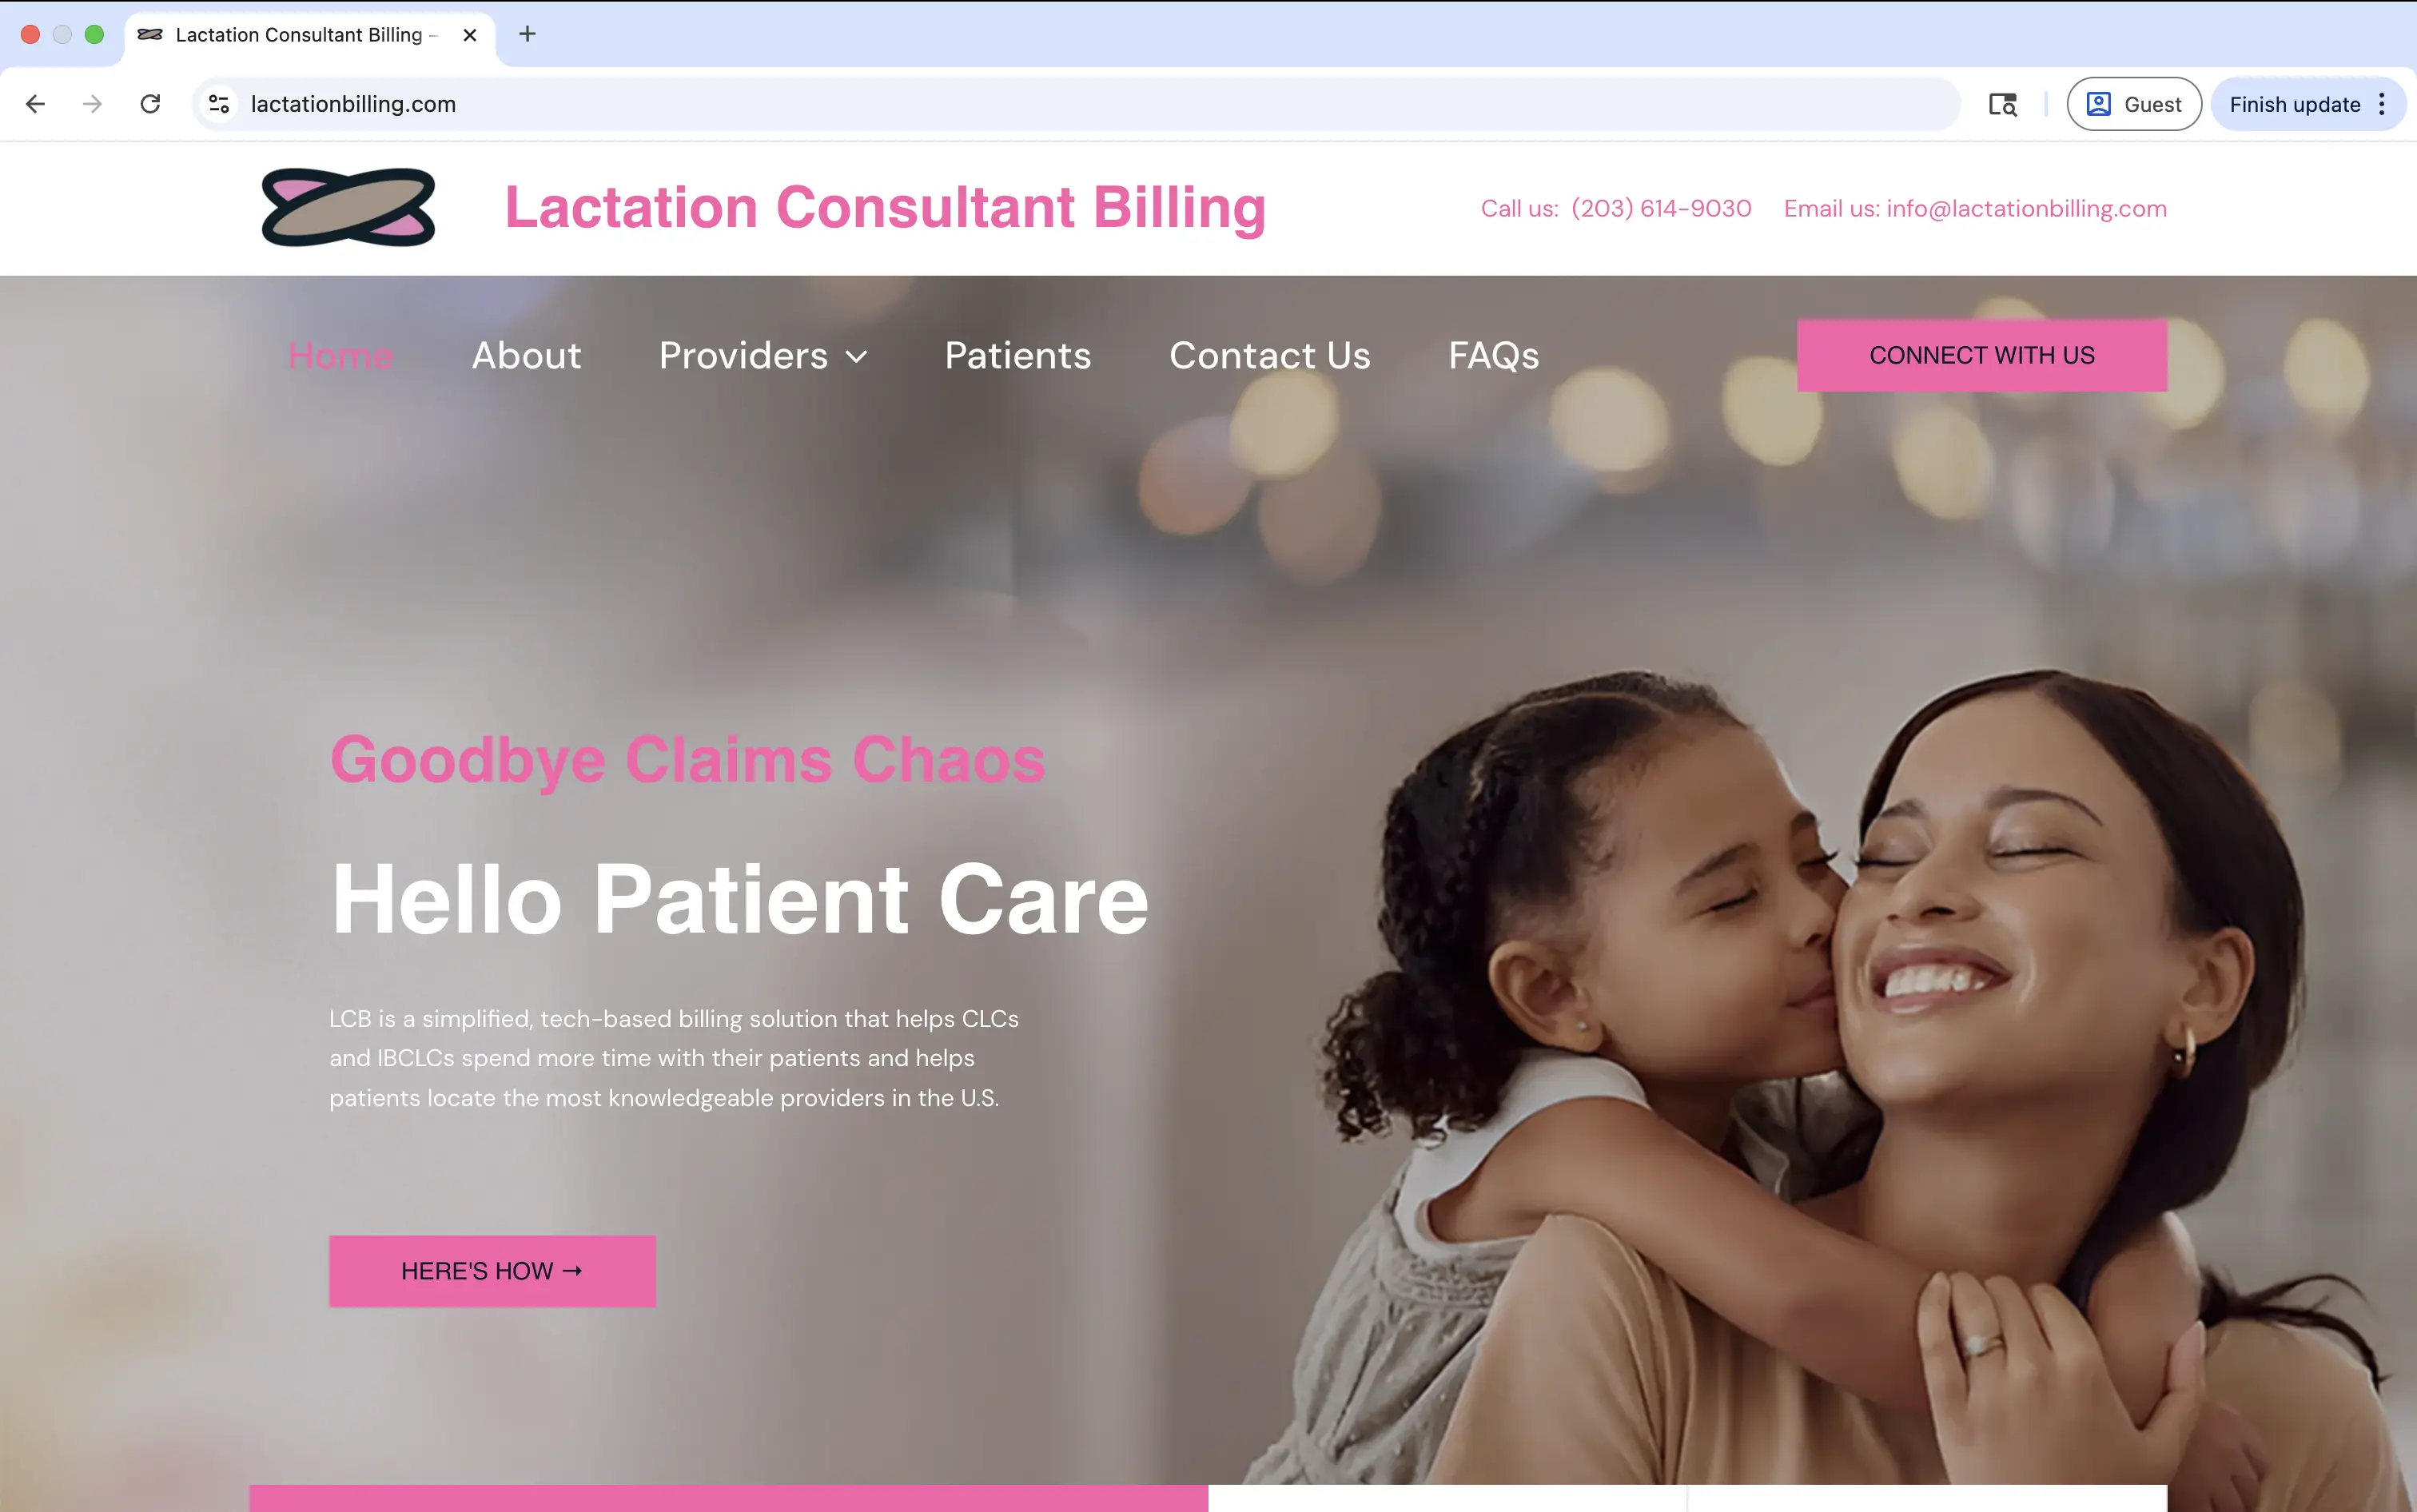 Lactation Consultant Billing –
lactationbilling.com
Guest
Finish update
Lactation Consultant Billing
Call us: (203) 614-9030
Email us: info@lactationbilling.com
Home
About
Providers
Patients
Contact Us
FAQs
CONNECT WITH US
Goodbye Claims Chaos
Hello Patient Care
LCB is a simplified, tech-based billing solution that helps CLCs
and IBCLCs spend more time with their patients and helps
patients locate the most knowledgeable providers in the U.S.
HERE'S HOW →